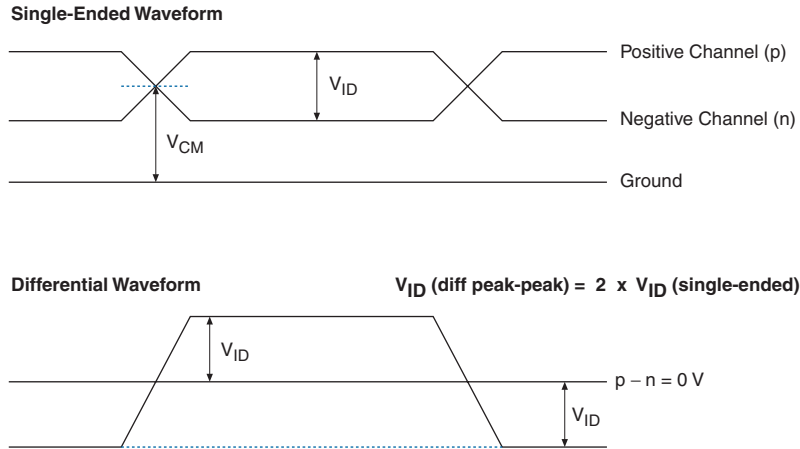 Single-Ended Waveform
Positive Channel (p)
VID
Negative Channel (n)
VCM
Ground
Differential Waveform
VID (diff peak-peak) = 2 x VID (single-ended)
VID
p – n = 0 V
VID